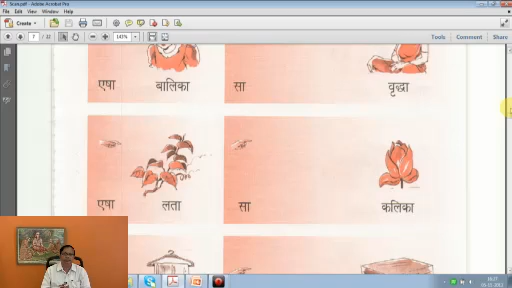 Scan.pdf - Adobe Acrobat Pro
File Edit View Window Help
Create
7 / 32 143%
Tools Comment Share
एषा बालिका सा वृद्धा
एषा लता सा कलिका